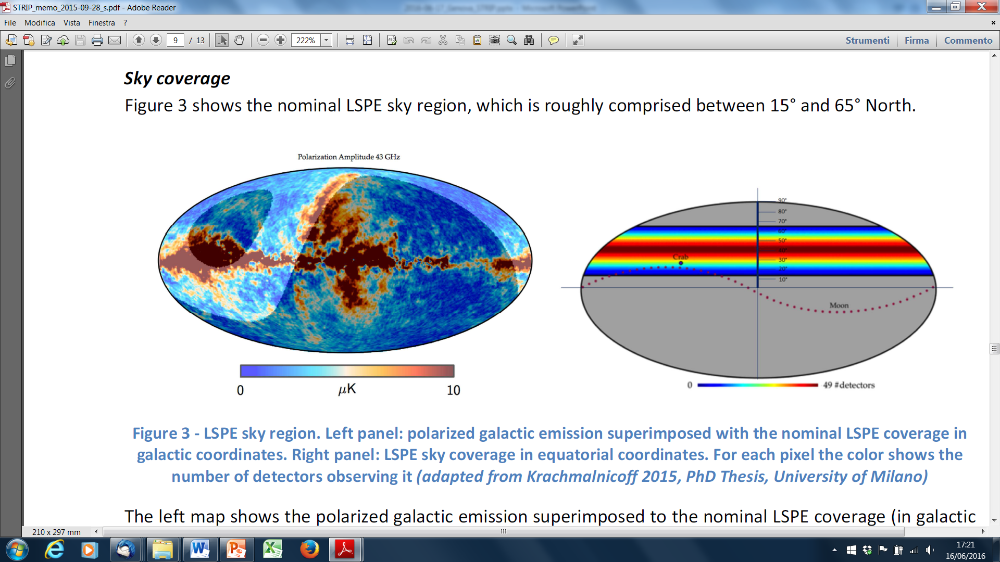 STRIP_memo_2015-09-28_s.pdf - Adobe Reader
File Modifica Vista Finestra ?
9 / 13 222% Strumenti Firma Commento
Sky coverage
Figure 3 shows the nominal LSPE sky region, which is roughly comprised between 15° and 65° North.
Polarization Amplitude 43 GHz
0 μK 10
90°
80°
70°
60°
50°
40°
30°
20°
10°
Crab
Moon
0 49 #detectors
Figure 3 - LSPE sky region. Left panel: polarized galactic emission superimposed with the nominal LSPE coverage in
galactic coordinates. Right panel: LSPE sky coverage in equatorial coordinates. For each pixel the color shows the
number of detectors observing it (adapted from Krachmalnicoff 2015, PhD Thesis, University of Milano)
The left map shows the polarized galactic emission superimposed to the nominal LSPE coverage (in galactic
210 x 297 mm
17:21
16/06/2016